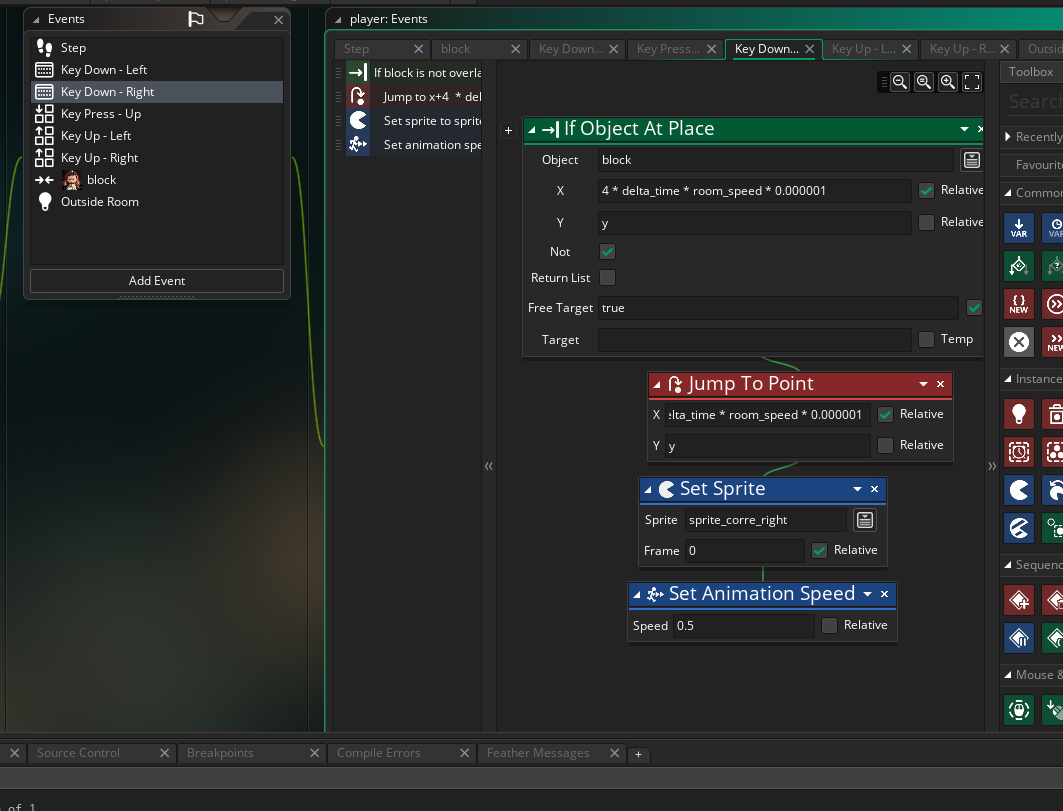 Events
Step
Key Down - Left
Key Down - Right
Key Press - Up
Key Up - Left
Key Up - Right
block
Outside Room
Add Event
player: Events
Step
block
Key Down...
Key Press...
Key Down...
Key Up - L...
Key Up - R...
Outsid
If block is not overla
Jump to x+4 * del
Set sprite to sprit
Set animation spe
If Object At Place
Object block
X 4 * delta_time * room_speed * 0.000001 Relative
Y y Relative
Not
Return List
Free Target true
Target Temp
Jump To Point
X lta_time * room_speed * 0.000001 Relative
Y y Relative
Set Sprite
Sprite sprite_corre_right
Frame 0 Relative
Set Animation Speed
Speed 0.5 Relative
Toolbox
Search
Recently
Favourite
Common
VAR
VAR
NEW
NEW
Instance
Sequenc
Mouse &
Source Control
Breakpoints
Compile Errors
Feather Messages
+
of 1